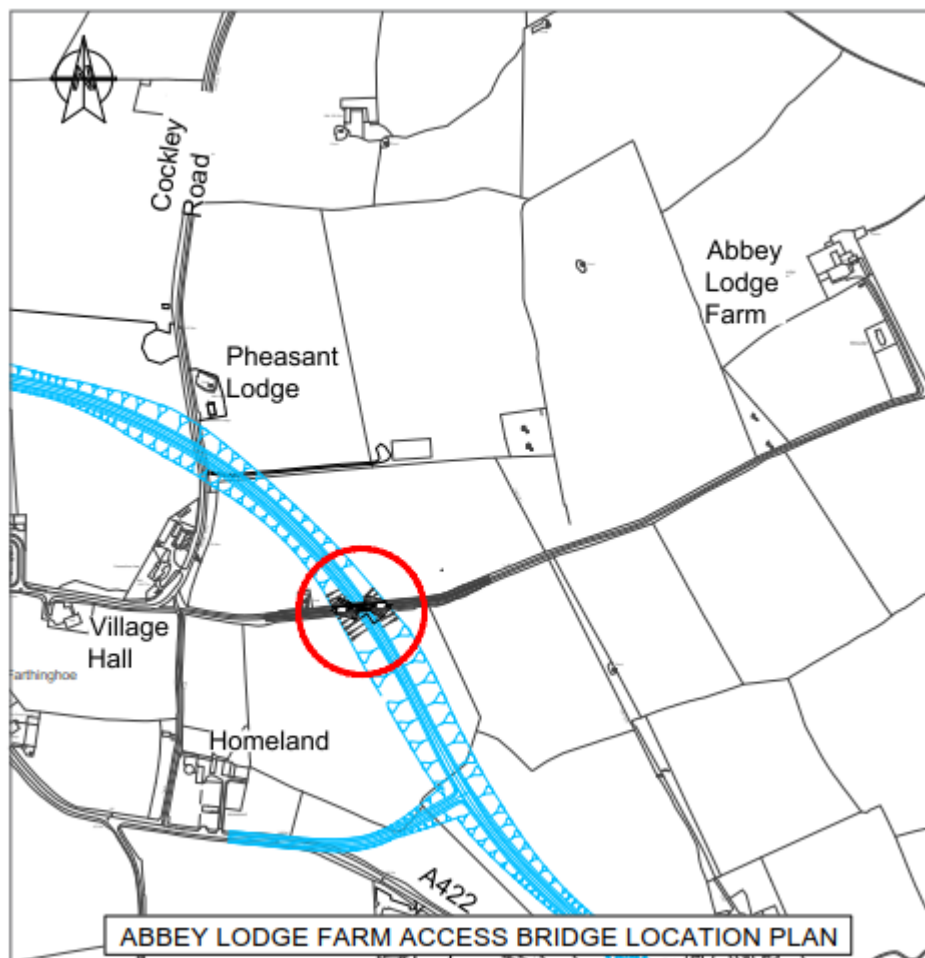 Cockley
Road
Abbey
Lodge
Farm
Pheasant
Lodge
Village
Hall
Farthinghoe
Homeland
A422
ABBEY LODGE FARM ACCESS BRIDGE LOCATION PLAN